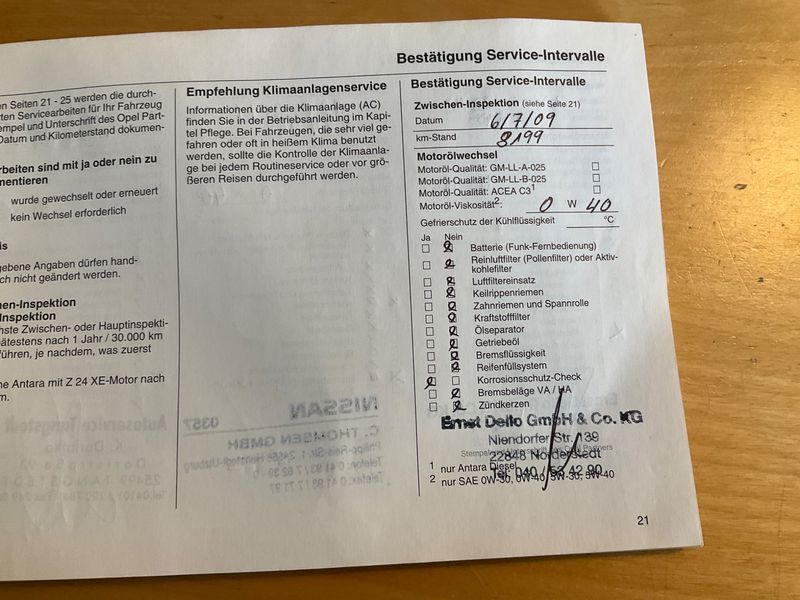 Bestätigung Service-Intervalle
en Seiten 21 - 25 werden die durch-
rten Servicearbeiten für Ihr Fahrzeug
empel und Unterschrift des Opel Part-
Datum und Kilometerstand dokumen-
rbeiten sind mit ja oder nein zu
mentieren
wurde gewechselt oder erneuert
kein Wechsel erforderlich
is
gebene Angaben dürfen hand-
ch nicht geändert werden.
hen-Inspektion
Inspektion
hste Zwischen- oder Hauptinspekti-
pätestens nach 1 Jahr / 30.000 km
führen, je nachdem, was zuerst
ne Antara mit Z 24 XE-Motor nach
m.
Empfehlung Klimaanlagenservice
Informationen über die Klimaanlage (AC)
finden Sie in der Betriebsanleitung im Kapi-
tel Pflege. Bei Fahrzeugen, die sehr viel ge-
fahren oder oft in heißem Klima benutzt
werden, sollte die Kontrolle der Klimaanla-
ge bei jedem Routineservice oder vor grö-
ßeren Reisen durchgeführt werden.
NISSAN 0357
C. THOMSEN GMBH
Bestätigung Service-Intervalle
Zwischen-Inspektion (siehe Seite 21)
Datum 6/7/09
km-Stand 8199
Motorölwechsel
Motoröl-Qualität: GM-LL-A-025
Motoröl-Qualität: GM-LL-B-025
Motoröl-Qualität: ACEA C3¹
Motoröl-Viskosität²: 0 W 40
Gefrierschutz der Kühlflüssigkeit °C
Ja Nein
Batterie (Funk-Fernbedienung)
Reinluftfilter (Pollenfilter) oder Aktiv-
kohlefilter
Luftfiltereinsatz
Keilrippenriemen
Zahnriemen und Spannrolle
Kraftstofffilter
Ölseparator
Getriebeöl
Bremsflüssigkeit
Reifenfüllsystem
Korrosionsschutz-Check
Bremsbeläge VA / HA
Zündkerzen
Ernst Dello GmbH & Co. KG
Niendorfer Str. 139
22848 Norderstedt
Tel. 040 / 53 42 90
1 nur Antara Diesel
2 nur SAE 0W-30, 0W-40, 5W-30, 5W-40
21